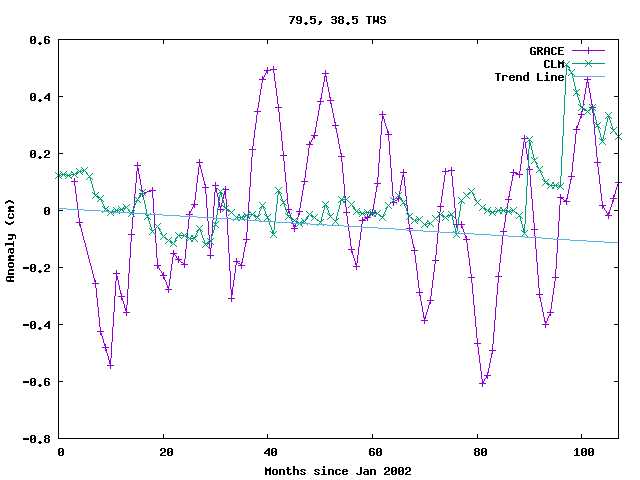 79.5, 38.5 TWS
GRACE
CLM
Trend Line
0.6
0.4
0.2
0
-0.2
-0.4
-0.6
-0.8
Anomaly (cm)
0 20 40 60 80 100
Months since Jan 2002